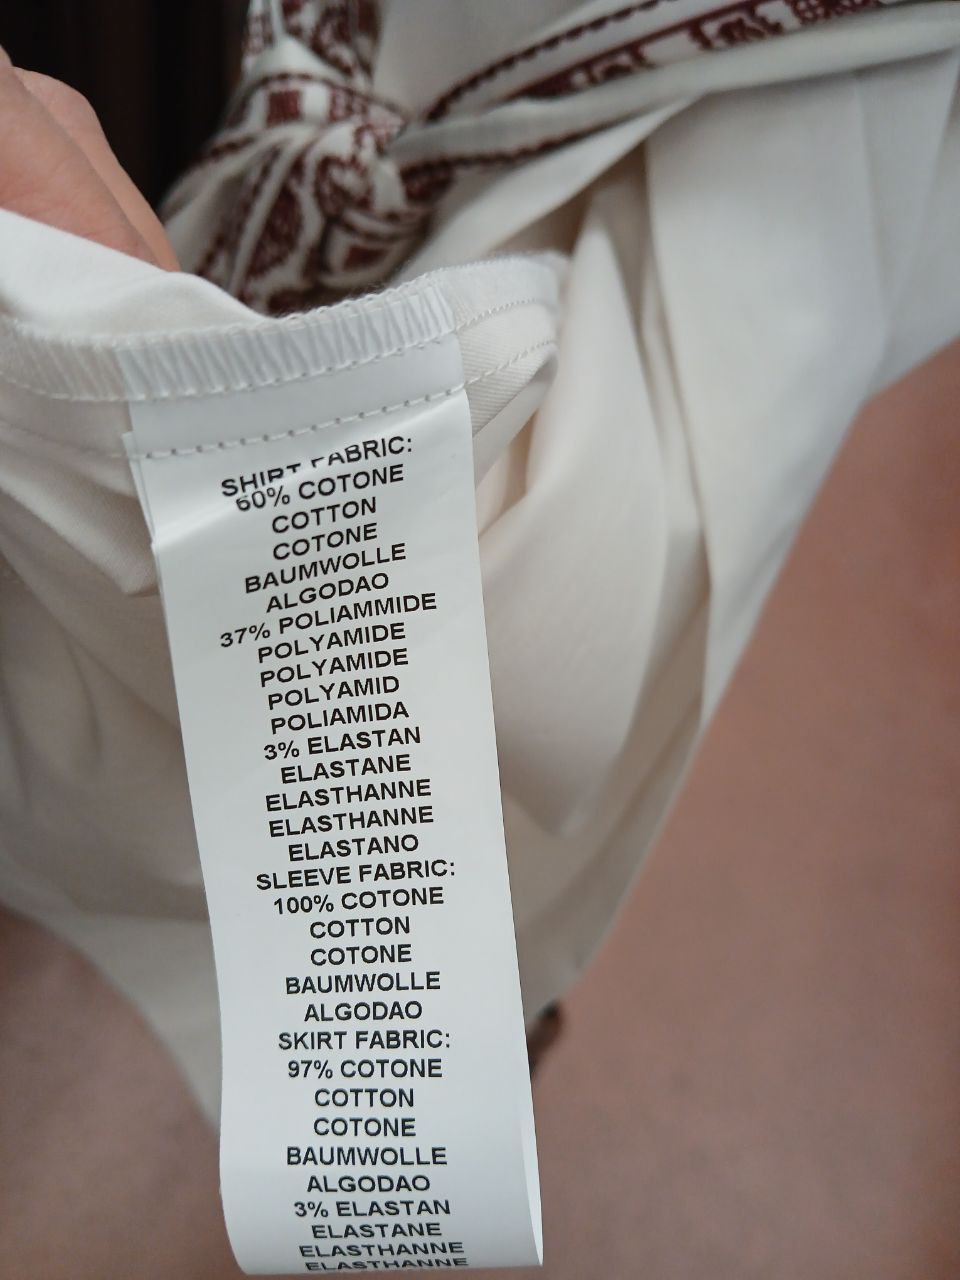 SHIRT FABRIC:
60% COTONE
COTTON
COTONE
BAUMWOLLE
ALGODAO
37% POLIAMMIDE
POLYAMIDE
POLYAMIDE
POLYAMID
POLIAMIDA
3% ELASTAN
ELASTANE
ELASTHANNE
ELASTHANNE
ELASTANO
SLEEVE FABRIC:
100% COTONE
COTTON
COTONE
BAUMWOLLE
ALGODAO
SKIRT FABRIC:
97% COTONE
COTTON
COTONE
BAUMWOLLE
ALGODAO
3% ELASTAN
ELASTANE
ELASTHANNE
ELASTHANNE